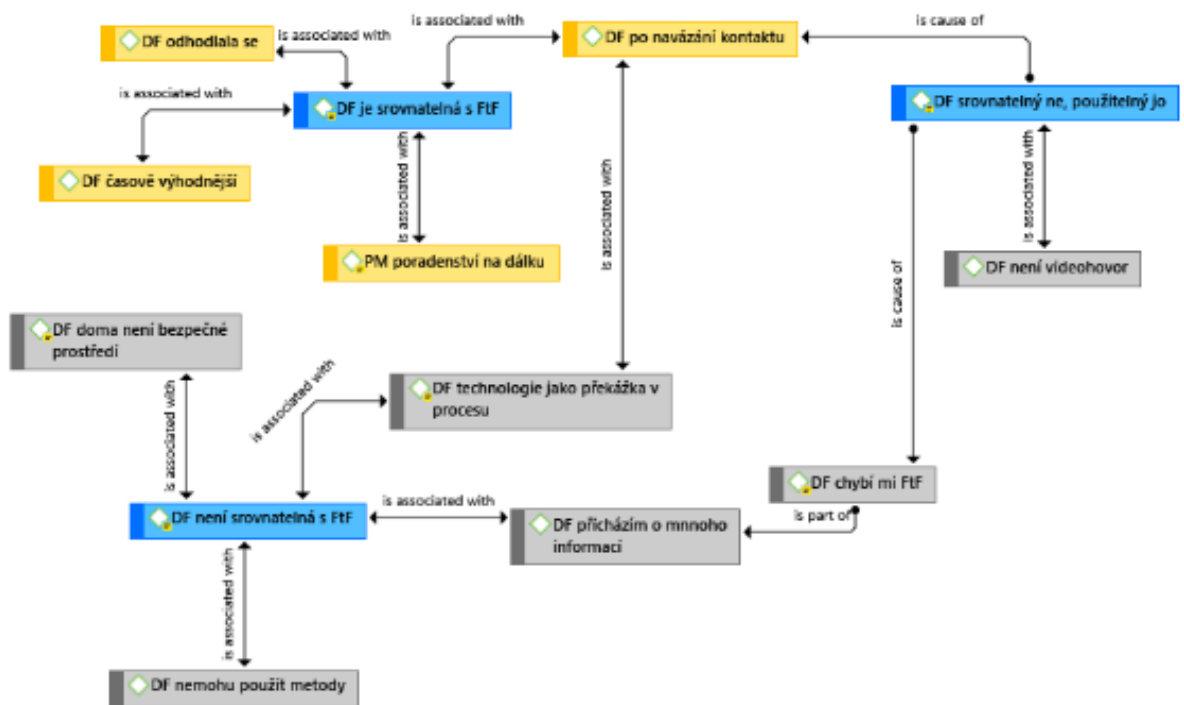 is associated with
is cause of
DF odhodlala se
is associated with
DF po navázání kontaktu
is associated with
DF je srovnatelná s FtF
DF srovnatelný ne, použitelný jo
is associated with
is associated with
is associated with
DF časově výhodnější
PM poradenství na dálku
DF není videohovor
is cause of
DF doma není bezpečné
prostředí
is associated with
DF technologie jako překážka v
procesu
is associated with
DF chybí mi FtF
is associated with
is part of
DF není srovnatelná s FtF
DF přicházím o mnnoho
informací
is associated with
DF nemohu použít metody